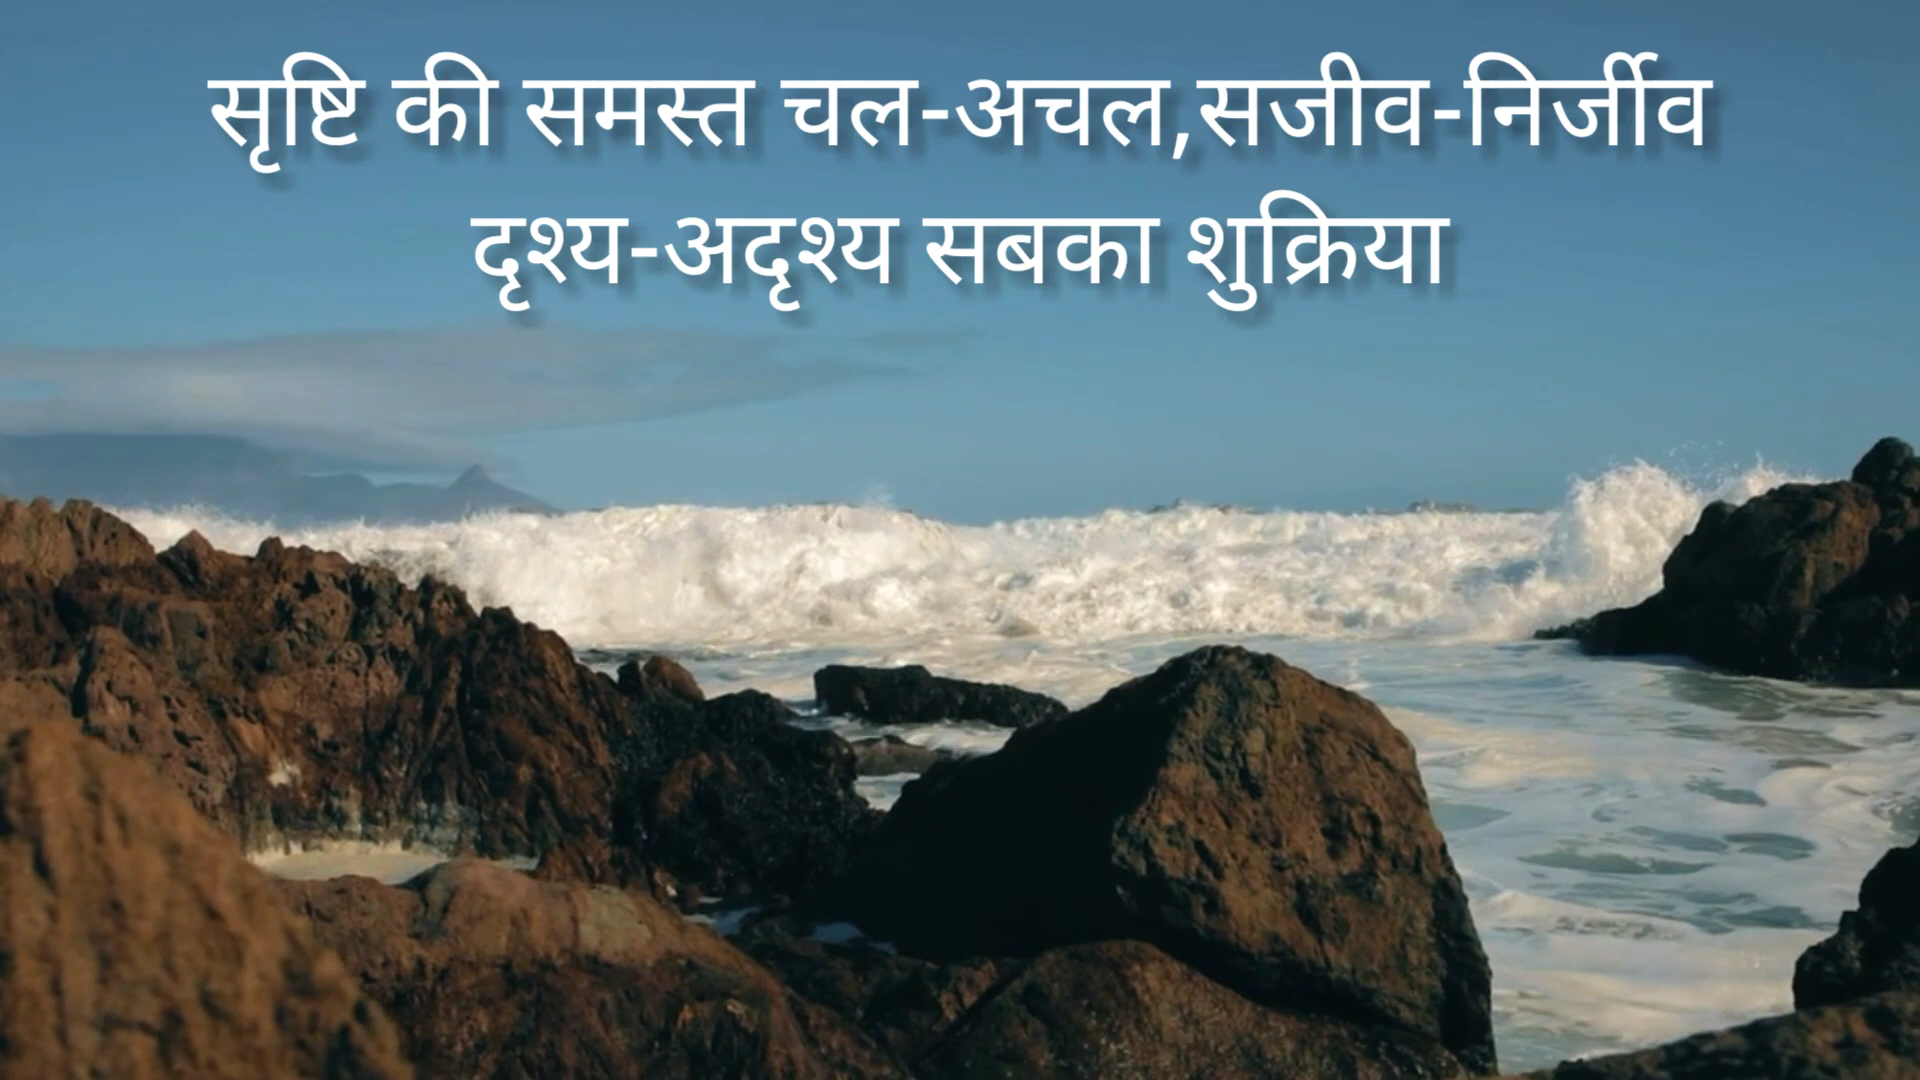 सृष्टि की समस्त चल-अचल,सजीव-निर्जीव
दृश्य-अदृश्य सबका शुक्रिया